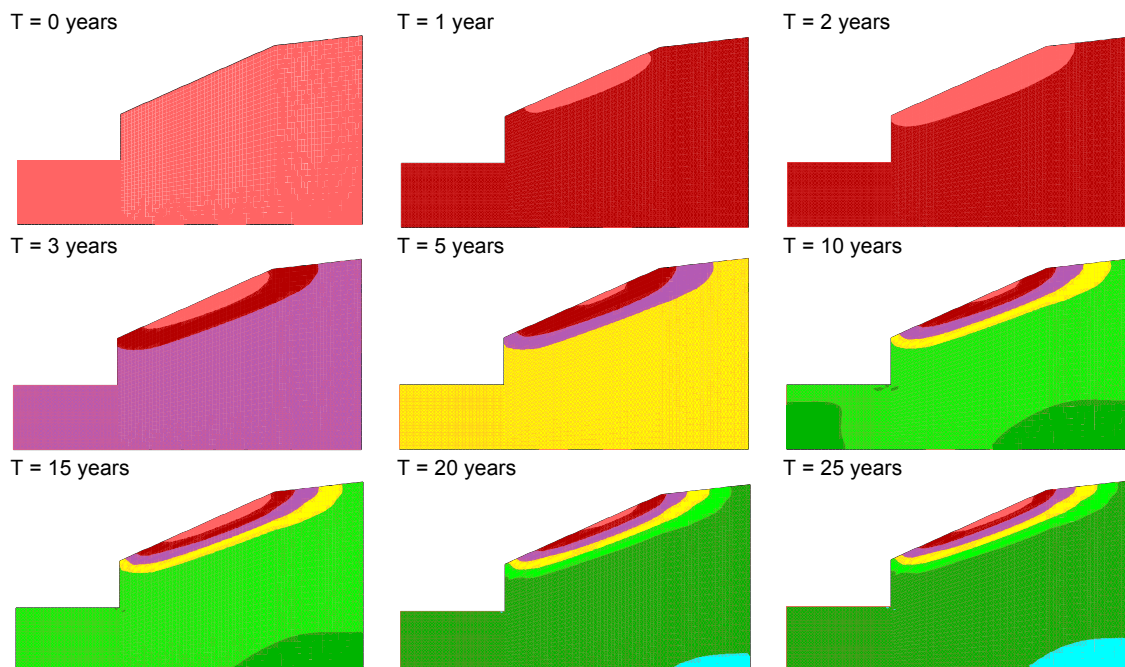 T = 0 years
T = 1 year
T = 2 years
T = 3 years
T = 5 years
T = 10 years
T = 15 years
T = 20 years
T = 25 years